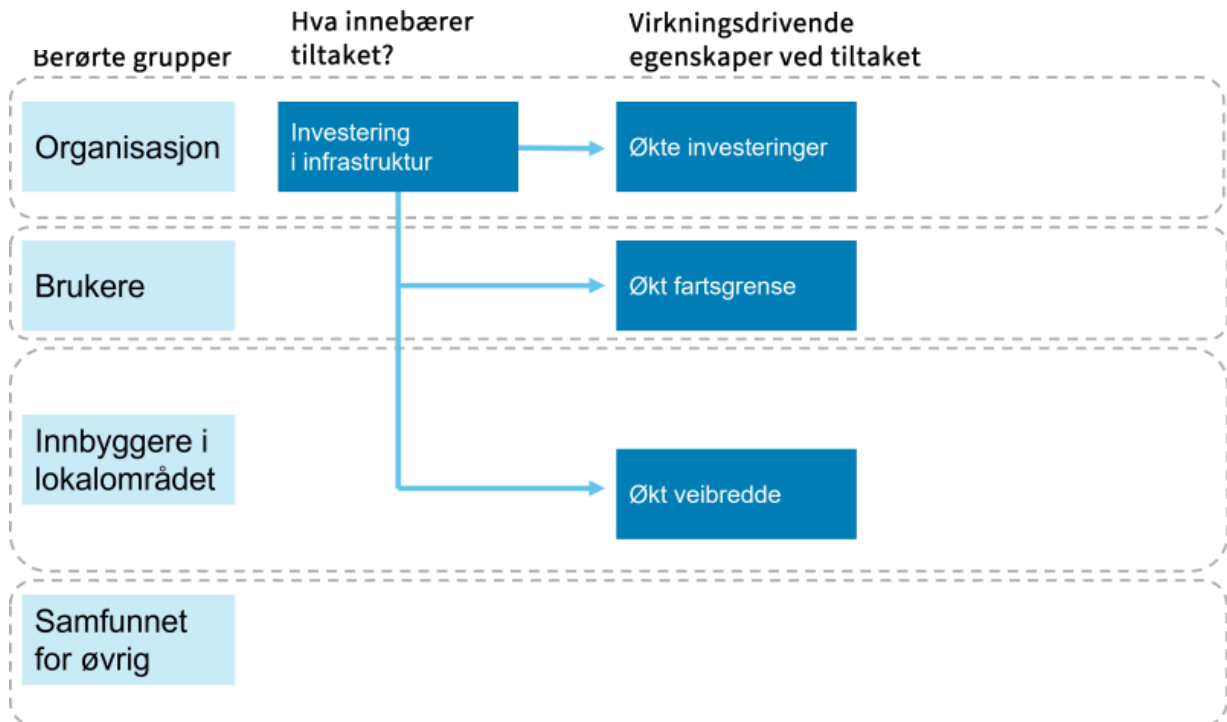 Berørte grupper
Hva innebærer
tiltaket?
Virkningsdrivende
egenskaper ved tiltaket
Organisasjon
Investering
i infrastruktur
Økte investeringer
Brukere
Økt fartsgrense
Innbyggere i
lokalområdet
Økt veibredde
Samfunnet
for øvrig